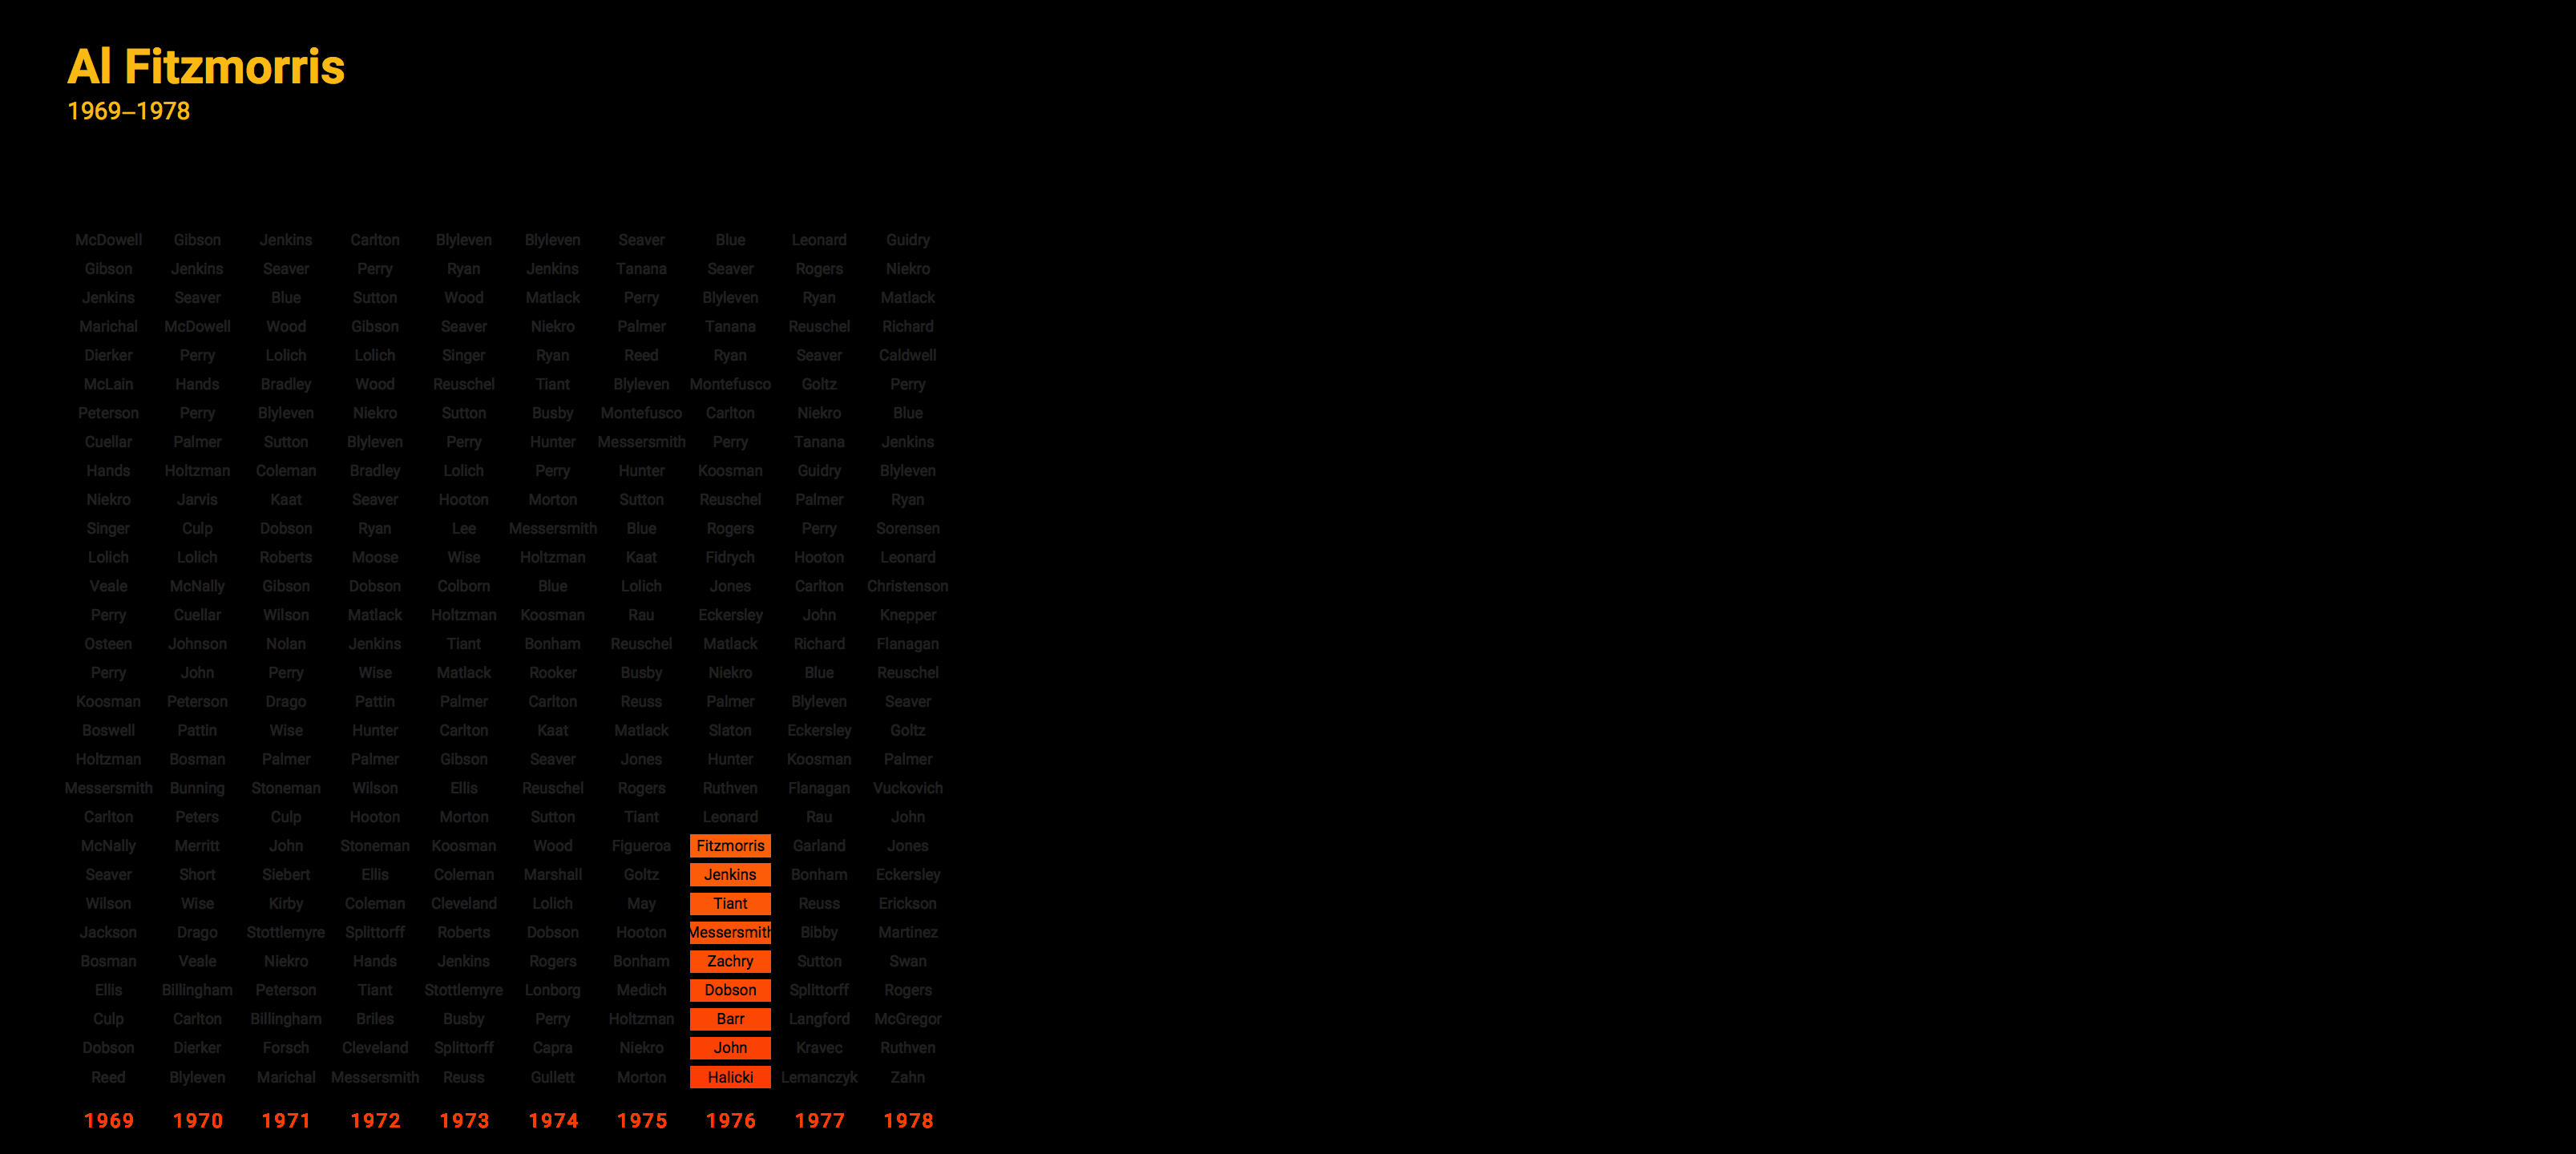 Al Fitzmorris
1969–1978
McDowell Gibson Jenkins Carlton Blyleven Blyleven Seaver Blue Leonard Guidry
Gibson Jenkins Seaver Perry Ryan Jenkins Tanana Seaver Rogers Niekro
Jenkins Seaver Blue Sutton Wood Matlack Perry Blyleven Ryan Matlack
Marichal McDowell Wood Gibson Seaver Niekro Palmer Tanana Reuschel Richard
Dierker Perry Lolich Lolich Singer Ryan Reed Ryan Seaver Caldwell
McLain Hands Bradley Wood Reuschel Tiant Blyleven Montefusco Goltz Perry
Peterson Perry Blyleven Niekro Sutton Busby Montefusco Carlton Niekro Blue
Cuellar Palmer Sutton Blyleven Perry Hunter Messersmith Perry Tanana Jenkins
Hands Holtzman Coleman Bradley Lolich Perry Hunter Koosman Guidry Blyleven
Niekro Jarvis Kaat Seaver Hooton Morton Sutton Reuschel Palmer Ryan
Singer Culp Dobson Ryan Lee Messersmith Blue Rogers Perry Sorensen
Lolich Lolich Roberts Moose Wise Holtzman Kaat Fidrych Hooton Leonard
Veale McNally Gibson Dobson Colborn Blue Lolich Jones Carlton Christenson
Perry Cuellar Wilson Matlack Holtzman Koosman Rau Eckersley John Knepper
Osteen Johnson Nolan Jenkins Tiant Bonham Reuschel Matlack Richard Flanagan
Perry John Perry Wise Matlack Rooker Busby Niekro Blue Reuschel
Koosman Peterson Drago Pattin Palmer Carlton Reuss Palmer Blyleven Seaver
Boswell Pattin Wise Hunter Carlton Kaat Matlack Slaton Eckersley Goltz
Holtzman Bosman Palmer Palmer Gibson Seaver Jones Hunter Koosman Palmer
Messersmith Bunning Stoneman Wilson Ellis Reuschel Rogers Ruthven Flanagan Vuckovich
Carlton Peters Culp Hooton Morton Sutton Tiant Leonard Rau John
McNally Merritt John Stoneman Koosman Wood Figueroa Fitzmorris Garland Jones
Seaver Short Siebert Ellis Coleman Marshall Goltz Jenkins Bonham Eckersley
Wilson Wise Kirby Coleman Cleveland Lolich May Tiant Reuss Erickson
Jackson Drago Stottlemyre Splittorff Roberts Dobson Hooton Messersmith Bibby Martinez
Bosman Veale Niekro Hands Jenkins Rogers Bonham Zachry Sutton Swan
Ellis Billingham Peterson Tiant Stottlemyre Lonborg Medich Dobson Splittorff Rogers
Culp Carlton Billingham Briles Busby Perry Holtzman Barr Langford McGregor
Dobson Dierker Forsch Cleveland Splittorff Capra Niekro John Kravec Ruthven
Reed Blyleven Marichal Messersmith Reuss Gullett Morton Halicki Lemanczyk Zahn
1969 1970 1971 1972 1973 1974 1975 1976 1977 1978